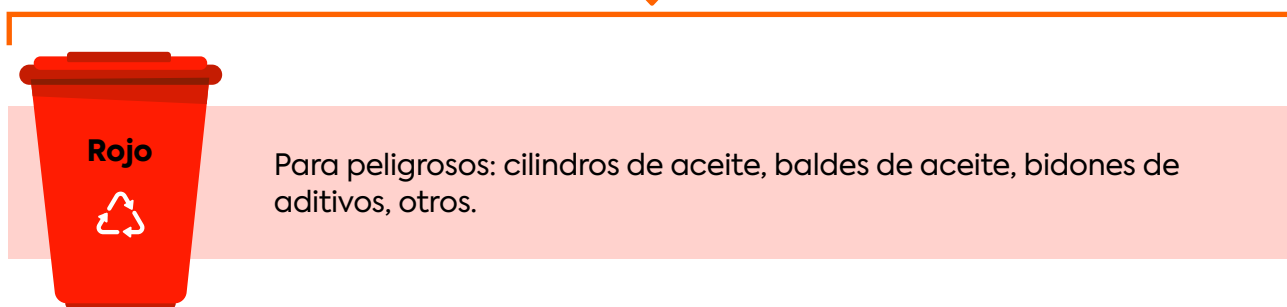 Rojo
Para peligrosos: cilindros de aceite, baldes de aceite, bidones de
aditivos, otros.